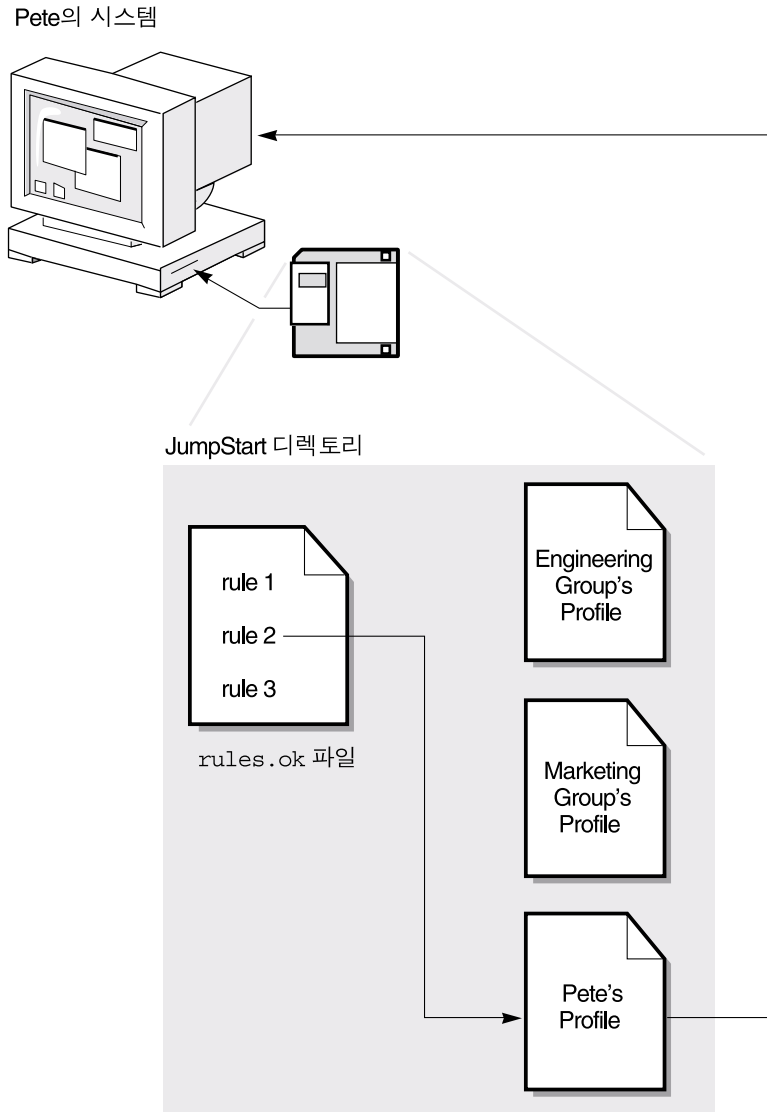 Pete의 시스템
JumpStart 디렉토리
rule 1
rule 2
rule 3
rules.ok 파일
Engineering
Group's
Profile
Marketing
Group's
Profile
Pete's
Profile